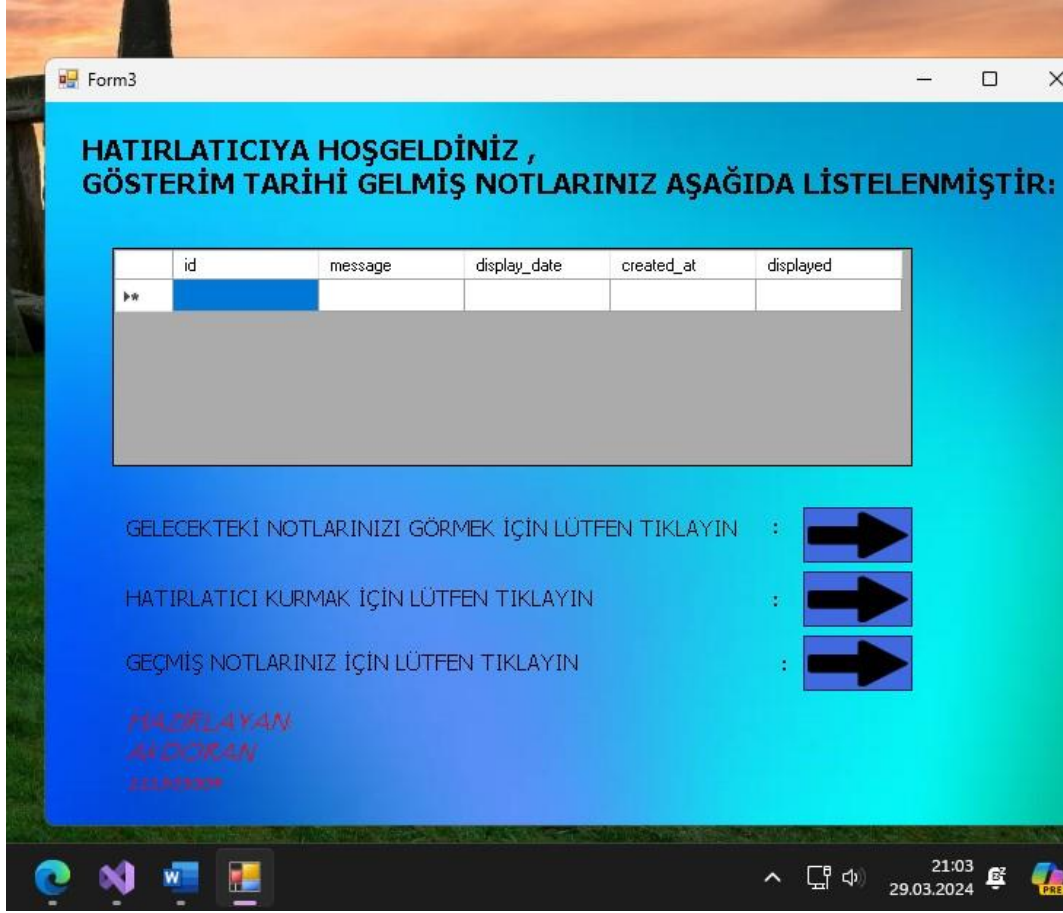 Form3
HATIRLATICIYA HOŞGELDİNİZ ,
GÖSTERİM TARİHİ GELMİŞ NOTLARINIZ AŞAĞIDA LİSTELENMİŞTİR:
id message display_date created_at displayed
GELECEKTEKİ NOTLARINIZI GÖRMEK İÇİN LÜTFEN TIKLAYIN :
HATIRLATICI KURMAK İÇİN LÜTFEN TIKLAYIN :
GEÇMİŞ NOTLARINIZ İÇİN LÜTFEN TIKLAYIN :
HAZIRLAYAN
21:03
29.03.2024
PRE